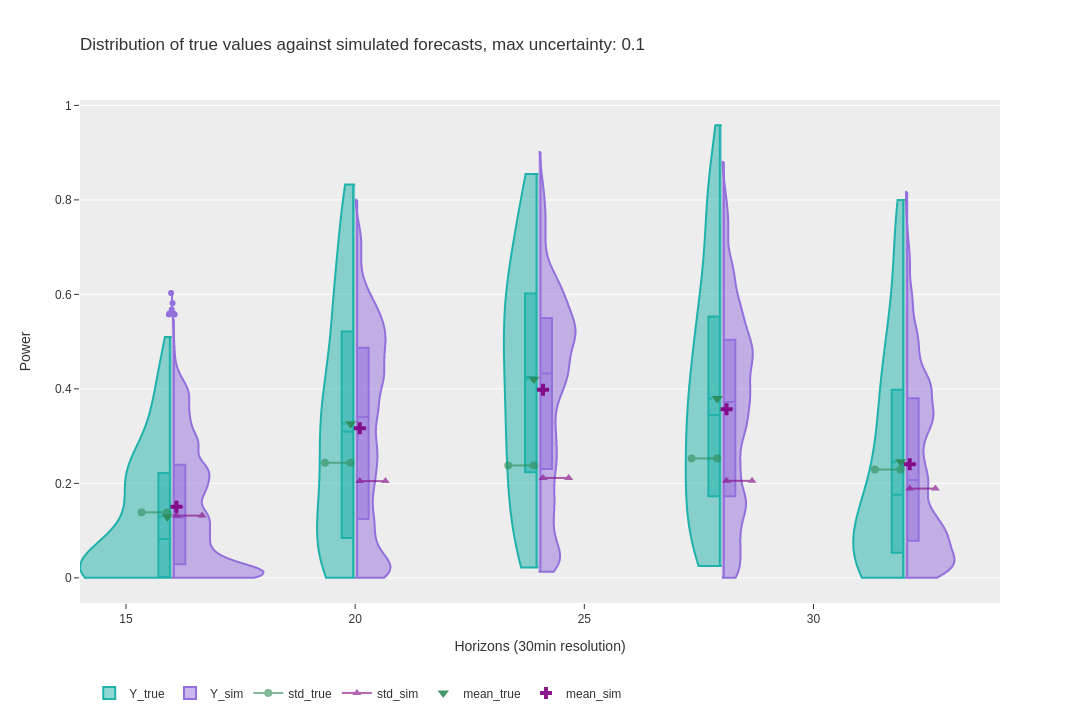 Distribution of true values against simulated forecasts, max uncertainty: 0.1
1
0.8
0.6
0.4
0.2
0
Power
15
20
25
30
Horizons (30min resolution)
Y_true
Y_sim
std_true
std_sim
mean_true
mean_sim